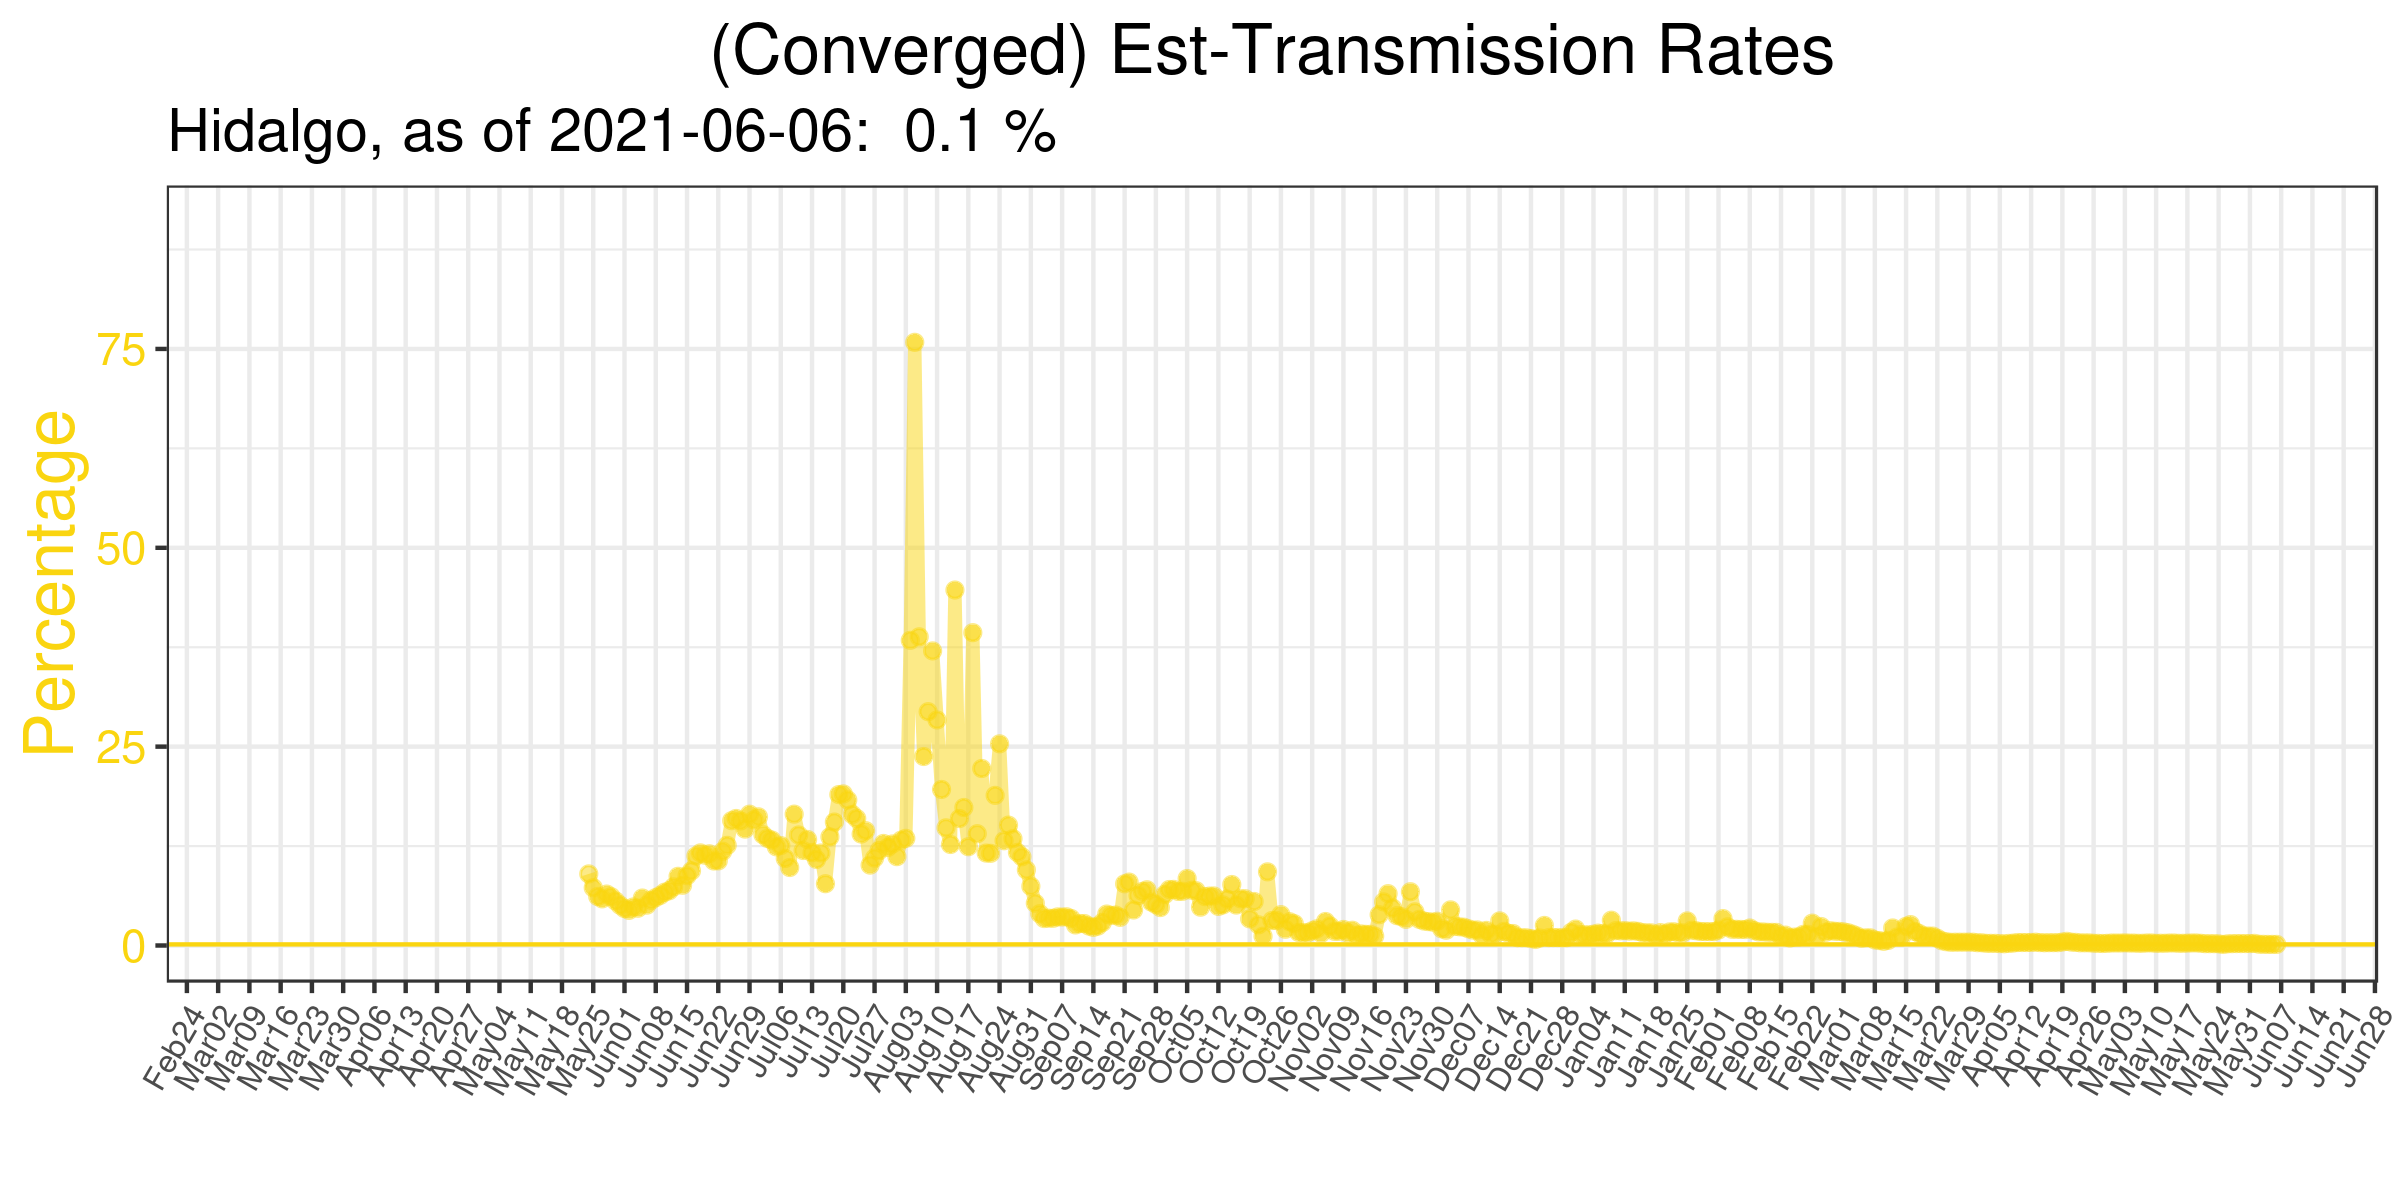 (Converged) Est-Transmission Rates
Hidalgo, as of 2021-06-06:  0.1 %
Percentage
75
50
25
0
Feb24
Mar02
Mar09
Mar16
Mar23
Mar30
Apr06
Apr13
Apr20
Apr27
May04
May11
May18
May25
Jun01
Jun08
Jun15
Jun22
Jun29
Jul06
Jul13
Jul20
Jul27
Aug03
Aug10
Aug17
Aug24
Aug31
Sep07
Sep14
Sep21
Sep28
Oct05
Oct12
Oct19
Oct26
Nov02
Nov09
Nov16
Nov23
Nov30
Dec07
Dec14
Dec21
Dec28
Jan04
Jan11
Jan18
Jan25
Feb01
Feb08
Feb15
Feb22
Mar01
Mar08
Mar15
Mar22
Mar29
Apr05
Apr12
Apr19
Apr26
May03
May10
May17
May24
May31
Jun07
Jun14
Jun21
Jun28